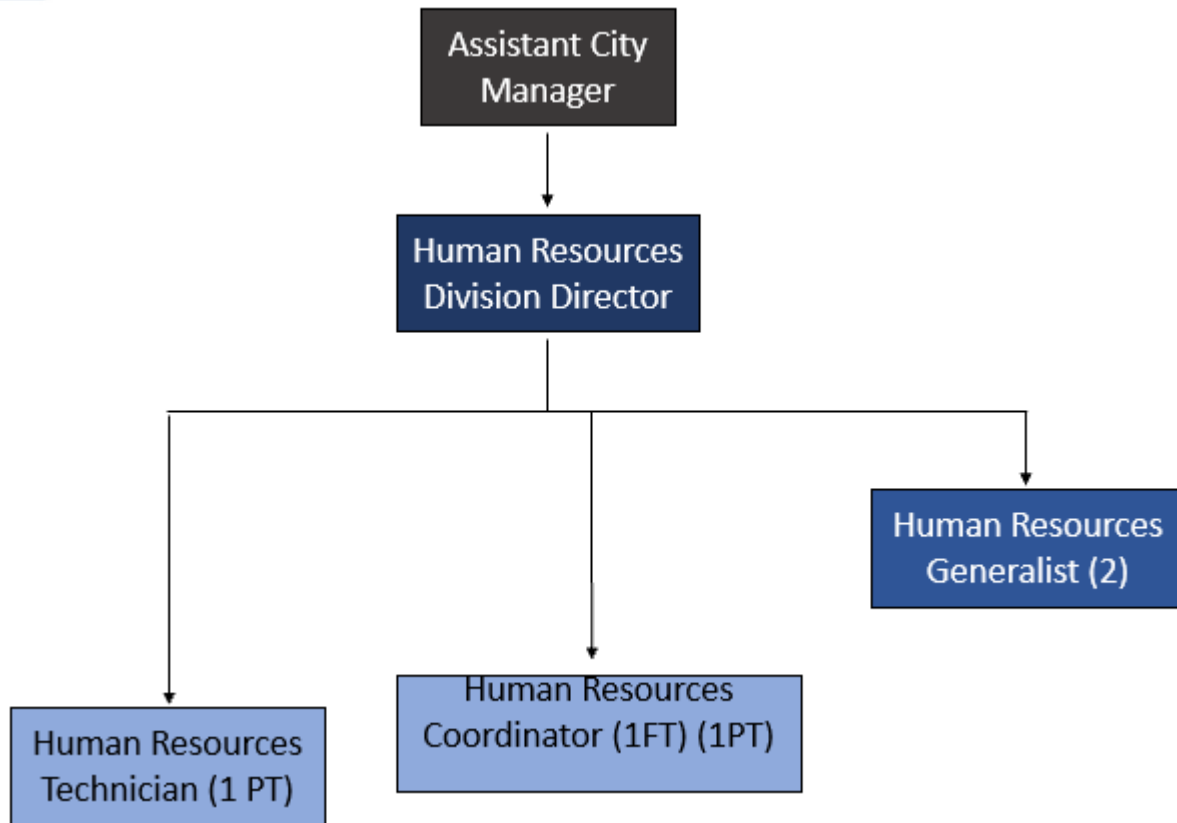 Assistant City
Manager
Human Resources
Division Director
Human Resources
Generalist (2)
Human Resources
Coordinator (1FT) (1PT)
Human Resources
Technician (1 PT)